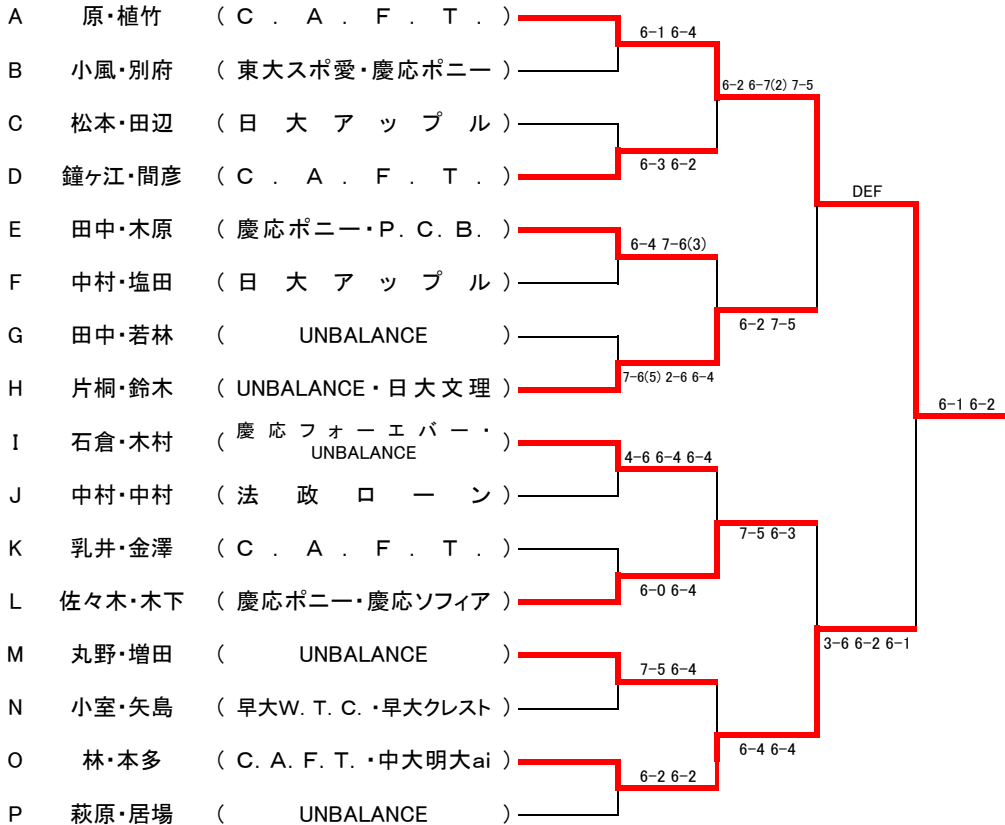 A 原・植竹 ( C . A . F . T . )
6-1 6-4
B 小風・別府 ( 東大スポ愛・慶応ポニー )
6-2 6-7(2) 7-5
C 松本・田辺 ( 日 大 ア ッ プ ル )
6-3 6-2
D 鐘ヶ江・間彦 ( C . A . F . T . )
DEF
E 田中・木原 ( 慶応ポニー・P. C. B. )
6-4 7-6(3)
F 中村・塩田 ( 日 大 ア ッ プ ル )
6-2 7-5
G 田中・若林 ( UNBALANCE )
7-6(5) 2-6 6-4
H 片桐・鈴木 ( UNBALANCE・日大文理 )
6-1 6-2
I 石倉・木村 ( 慶 応 フ ォ ー エ バ ー ・
UNBALANCE )
4-6 6-4 6-4
J 中村・中村 ( 法 政 ロ ー ン )
7-5 6-3
K 乳井・金澤 ( C . A . F . T . )
6-0 6-4
L 佐々木・木下 ( 慶応ポニー・慶応ソフィア )
3-6 6-2 6-1
M 丸野・増田 ( UNBALANCE )
7-5 6-4
N 小室・矢島 ( 早大W. T. C. ・早大クレスト )
6-4 6-4
O 林・本多 ( C. A. F. T. ・中大明大ai )
6-2 6-2
P 萩原・居場 ( UNBALANCE )